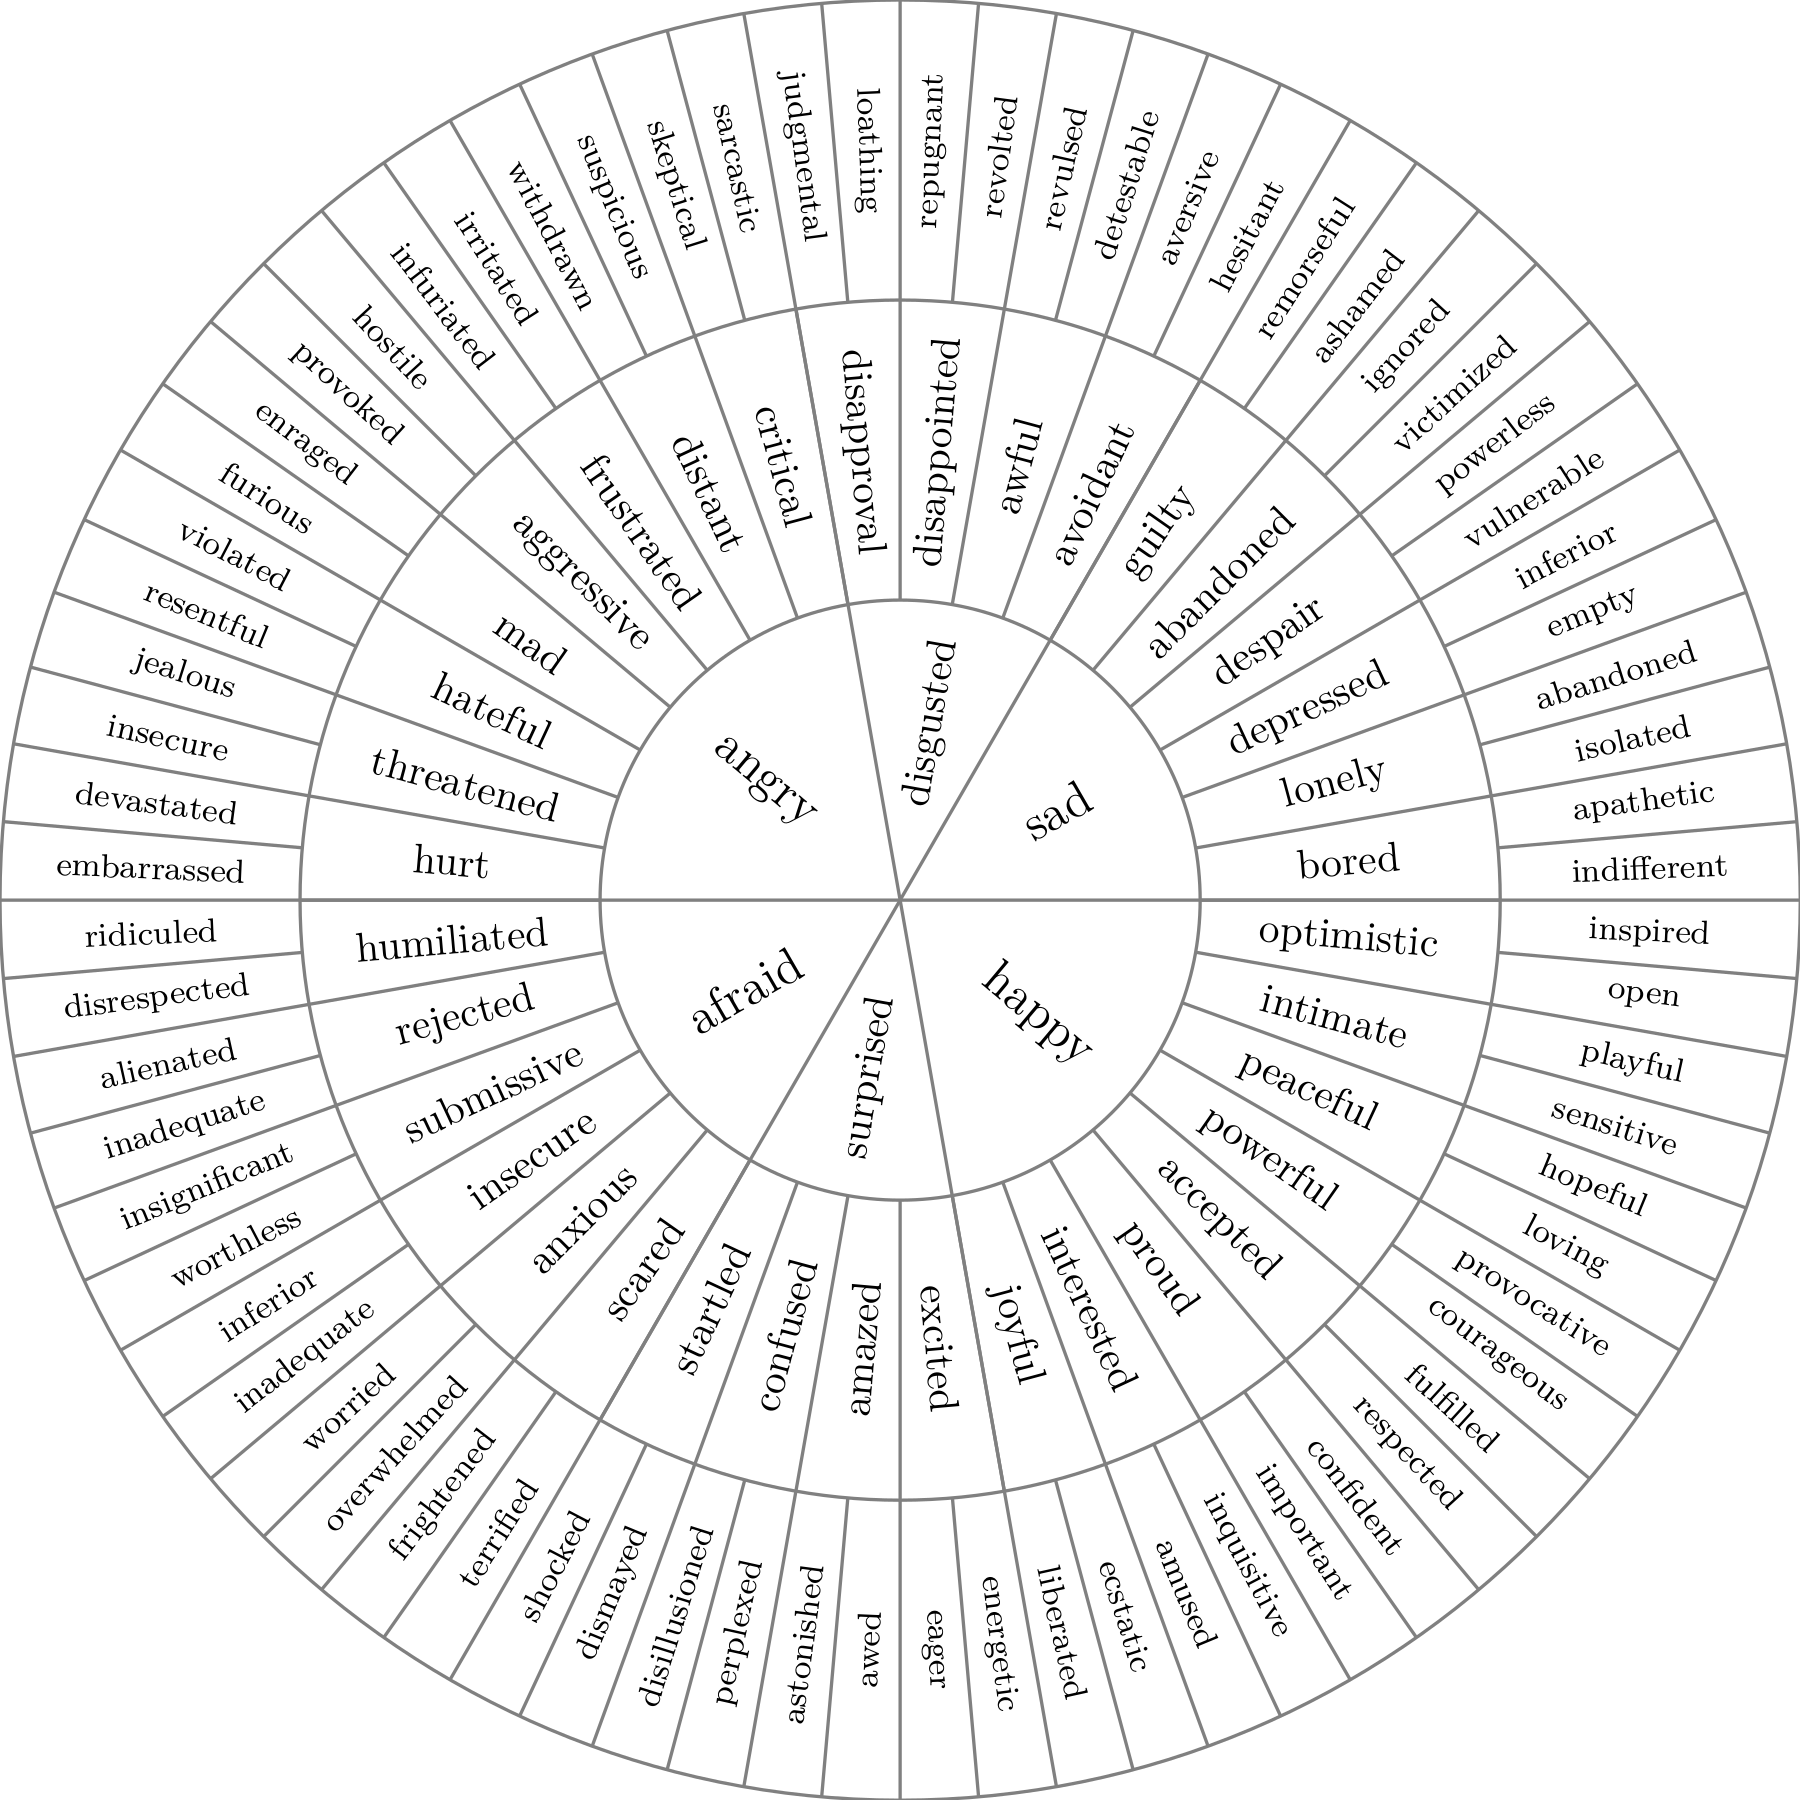 angry
disgusted
sad
happy
surprised
afraid
hurt
threatened
hateful
mad
aggressive
frustrated
distant
critical
disapproval
disappointed
awful
avoidant
guilty
abandoned
despair
depressed
lonely
bored
optimistic
intimate
peaceful
powerful
accepted
proud
interested
joyful
excited
amazed
confused
startled
scared
anxious
insecure
submissive
rejected
humiliated
embarrassed
devastated
insecure
jealous
resentful
violated
furious
enraged
provoked
hostile
infuriated
irritated
withdrawn
suspicious
skeptical
sarcastic
judgmental
loathing
repugnant
revolted
revulsed
detestable
aversive
hesitant
remorseful
ashamed
ignored
victimized
powerless
vulnerable
inferior
empty
abandoned
isolated
apathetic
indifferent
inspired
open
playful
sensitive
hopeful
loving
provocative
courageous
fulfilled
respected
confident
important
inquisitive
amused
ecstatic
liberated
energetic
eager
awed
astonished
perplexed
disillusioned
dismayed
shocked
terrified
frightened
overwhelmed
worried
inadequate
inferior
worthless
insignificant
inadequate
alienated
disrespected
ridiculed